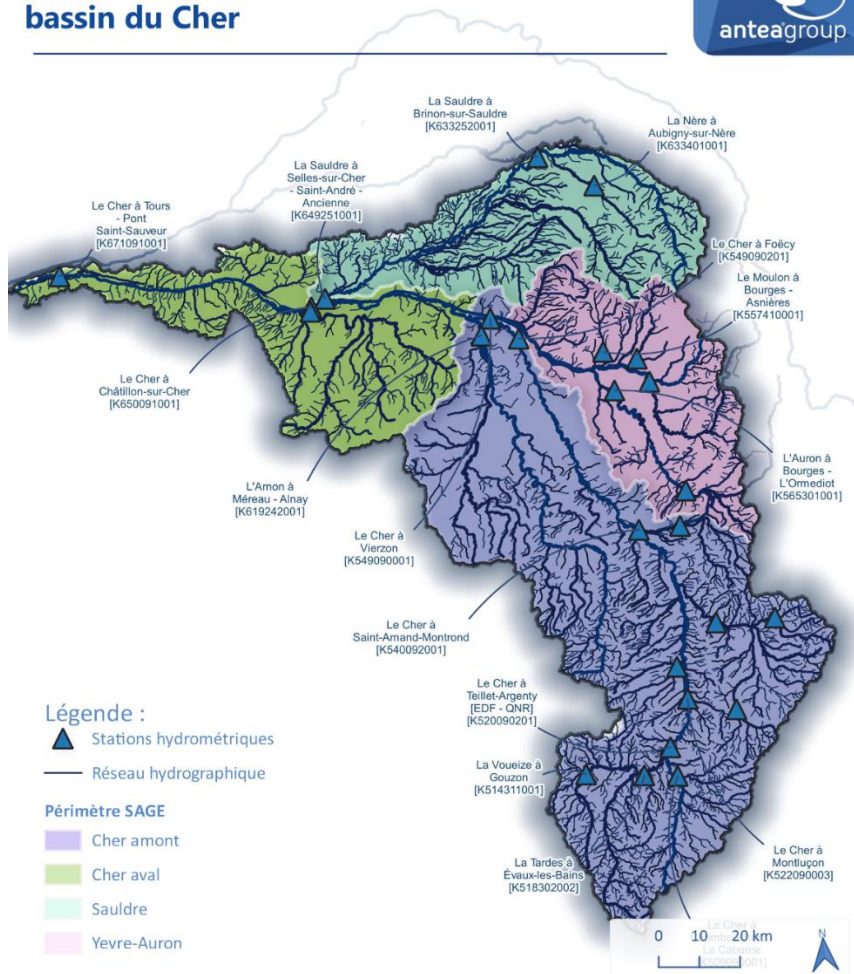 bassin du Cher
anteagroup
La Sauldre à
Brinon-sur-Sauldre
[K633252001]
La Nère à
Aubigny-sur-Nère
[K633401001]
La Sauldre à
Selles-sur-Cher
- Saint-André -
Ancienne
[K649251001]
Le Cher à Tours
- Pont
Saint-Sauveur
[K671091001]
Le Cher à Foëcy
[K549090201]
Le Moulon à
Bourges -
Asnières
[K557410001]
Le Cher à
Châtillon-sur-Cher
[K650091001]
L'Auron à
Bourges -
L'Ormediot
[K565301001]
L'Arnon à
Méreau - Alnay
[K619242001]
Le Cher à
Vierzon
[K549090001]
Le Cher à
Saint-Amand-Montrond
[K540092001]
Le Cher à
Teillet-Argenty
[EDF - QNR]
[K520090201]
La Voueize à
Gouzon
[K514311001]
La Tardes à
Évaux-les-Bains
[K518302002]
Le Cher à
Montluçon
[K522090003]
Le Cher à
La Caborne
Légende :
Stations hydrométriques
Réseau hydrographique
Périmètre SAGE
Cher amont
Cher aval
Sauldre
Yevre-Auron
0 10 20 km
N